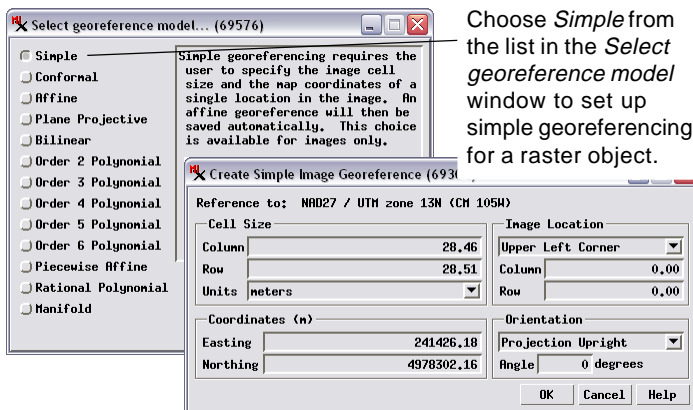 Select georeference model... (69576)
Simple
Conformal
Affine
Plane Projective
Bilinear
Order 2 Polynomial
Order 3 Polynomial
Order 4 Polynomial
Order 5 Polynomial
Order 6 Polynomial
Piecewise Affine
Rational Polynomial
Manifold
Simple georeferencing requires the
user to specify the image cell
size and the map coordinates of a
single location in the image. An
affine georeference will then be
saved automatically. This choice
is available for images only.
Choose Simple from
the list in the Select
georeference model
window to set up
simple georeferencing
for a raster object.
Create Simple Image Georeference
Reference to: NAD27 / UTM zone 13N (CM 105W)
Cell Size
Column 28.46
Row 28.51
Units meters
Image Location
Upper Left Corner
Column 0.00
Row 0.00
Coordinates (m)
Easting 241426.18
Northing 4978302.16
Orientation
Projection Upright
Angle 0 degrees
OK Cancel Help